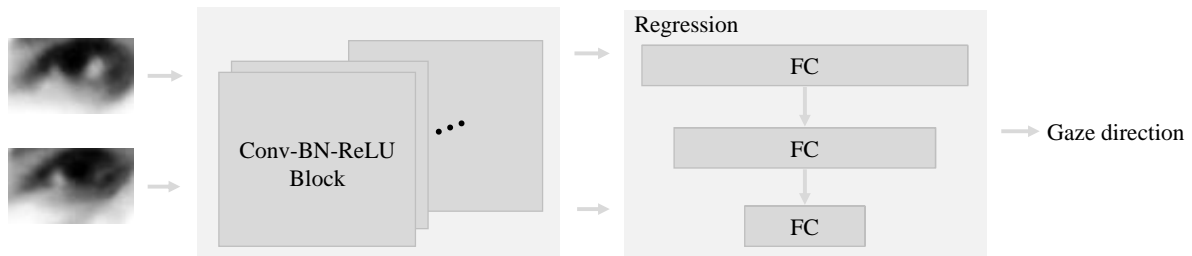 Regression
FC
Conv-BN-ReLU
Block
FC
FC
Gaze direction